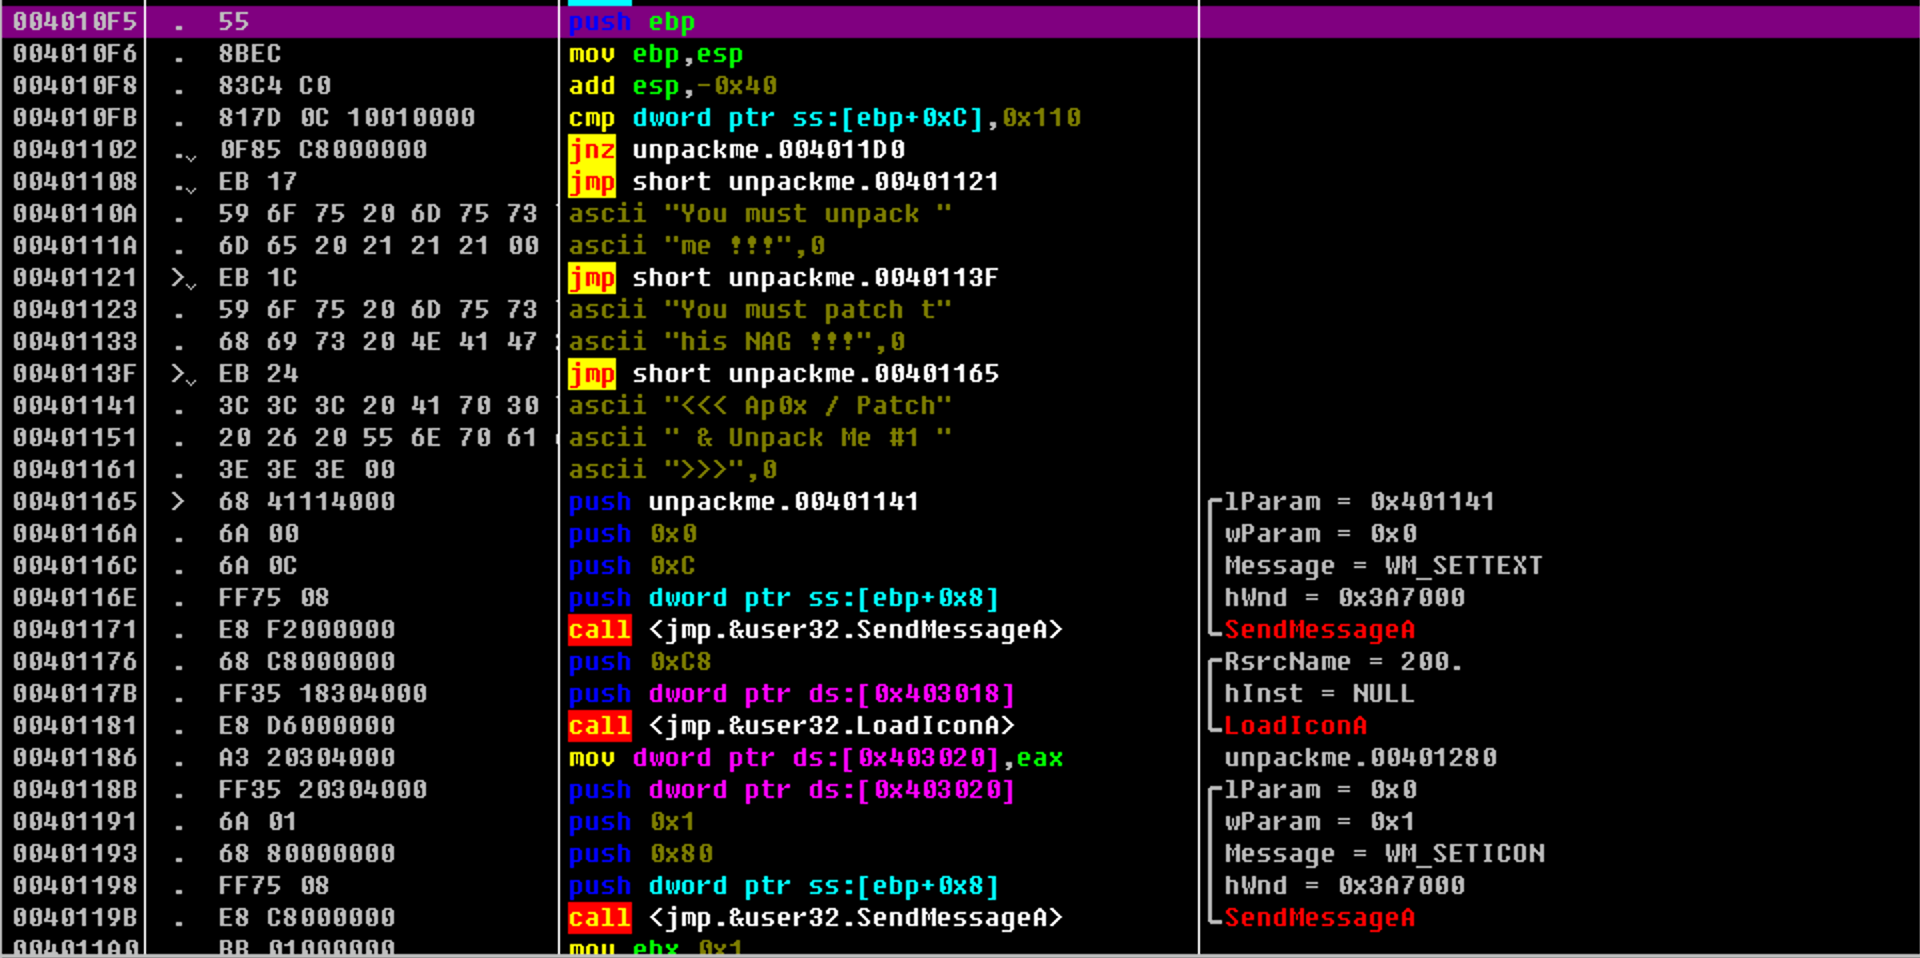 004010F5 . 55 push ebp
004010F6 . 8BEC mov ebp,esp
004010F8 . 83C4 C0 add esp,-0x40
004010FB . 817D 0C 10010000 cmp dword ptr ss:[ebp+0xC],0x110
00401102 .v 0F85 C8000000 jnz unpackme.004011D0
00401108 .v EB 17 jmp short unpackme.00401121
0040110A . 59 6F 75 20 6D 75 73 ascii "You must unpack "
0040111A . 6D 65 20 21 21 21 00 ascii "me !!!",0
00401121 >v EB 1C jmp short unpackme.0040113F
00401123 . 59 6F 75 20 6D 75 73 ascii "You must patch t"
00401133 . 68 69 73 20 4E 41 47 ascii "his NAG !!!",0
0040113F >v EB 24 jmp short unpackme.00401165
00401141 . 3C 3C 3C 20 41 70 30 ascii "<<< Ap0x / Patch"
00401151 . 20 26 20 55 6E 70 61 ascii " & Unpack Me #1 "
00401161 . 3E 3E 3E 00 ascii ">>>",0
00401165 > 68 41114000 push unpackme.00401141 lParam = 0x401141
0040116A . 6A 00 push 0x0 wParam = 0x0
0040116C . 6A 0C push 0xC Message = WM_SETTEXT
0040116E . FF75 08 push dword ptr ss:[ebp+0x8] hWnd = 0x3A7000
00401171 . E8 F2000000 call <jmp.&user32.SendMessageA> SendMessageA
00401176 . 68 C8000000 push 0xC8 RsrcName = 200.
0040117B . FF35 18304000 push dword ptr ds:[0x403018] hInst = NULL
00401181 . E8 D6000000 call <jmp.&user32.LoadIconA> LoadIconA
00401186 . A3 20304000 mov dword ptr ds:[0x403020],eax unpackme.00401280
0040118B . FF35 20304000 push dword ptr ds:[0x403020] lParam = 0x0
00401191 . 6A 01 push 0x1 wParam = 0x1
00401193 . 68 80000000 push 0x80 Message = WM_SETICON
00401198 . FF75 08 push dword ptr ss:[ebp+0x8] hWnd = 0x3A7000
0040119B . E8 C8000000 call <jmp.&user32.SendMessageA> SendMessageA
004011A0 . BB 01000000 mov ebx 0x1